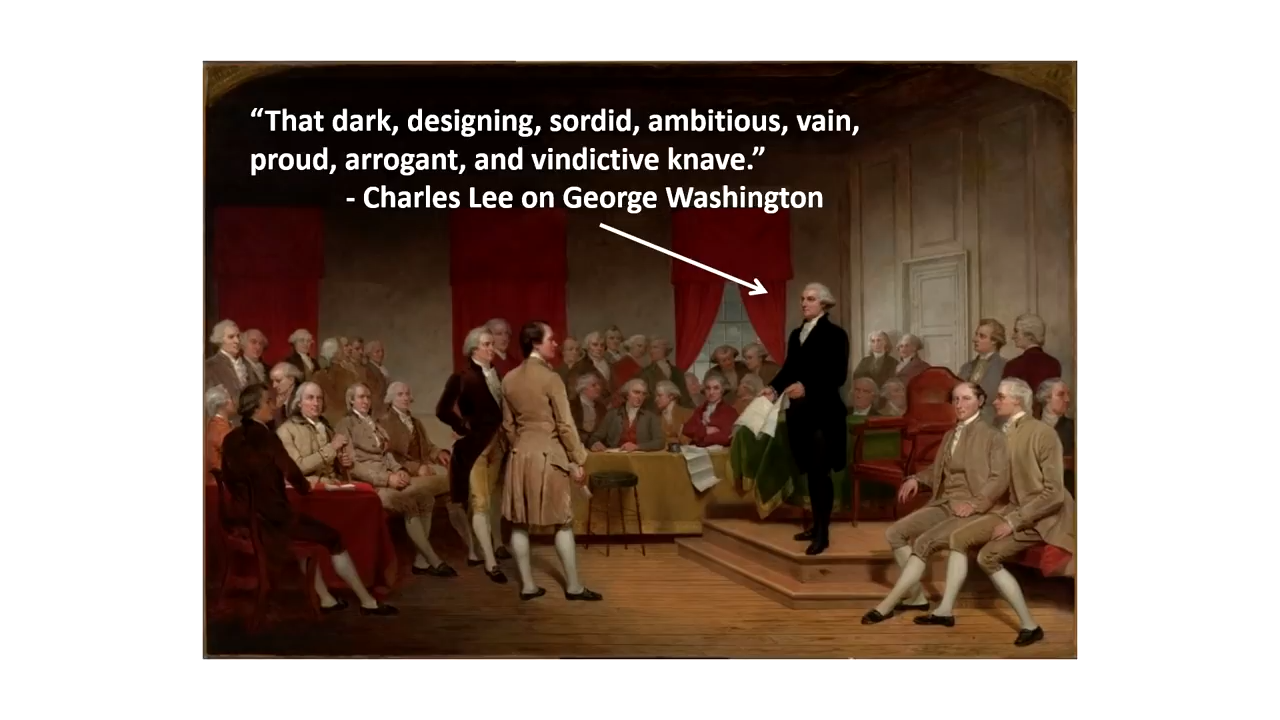 “That dark, designing, sordid, ambitious, vain,
proud, arrogant, and vindictive knave.”
- Charles Lee on George Washington